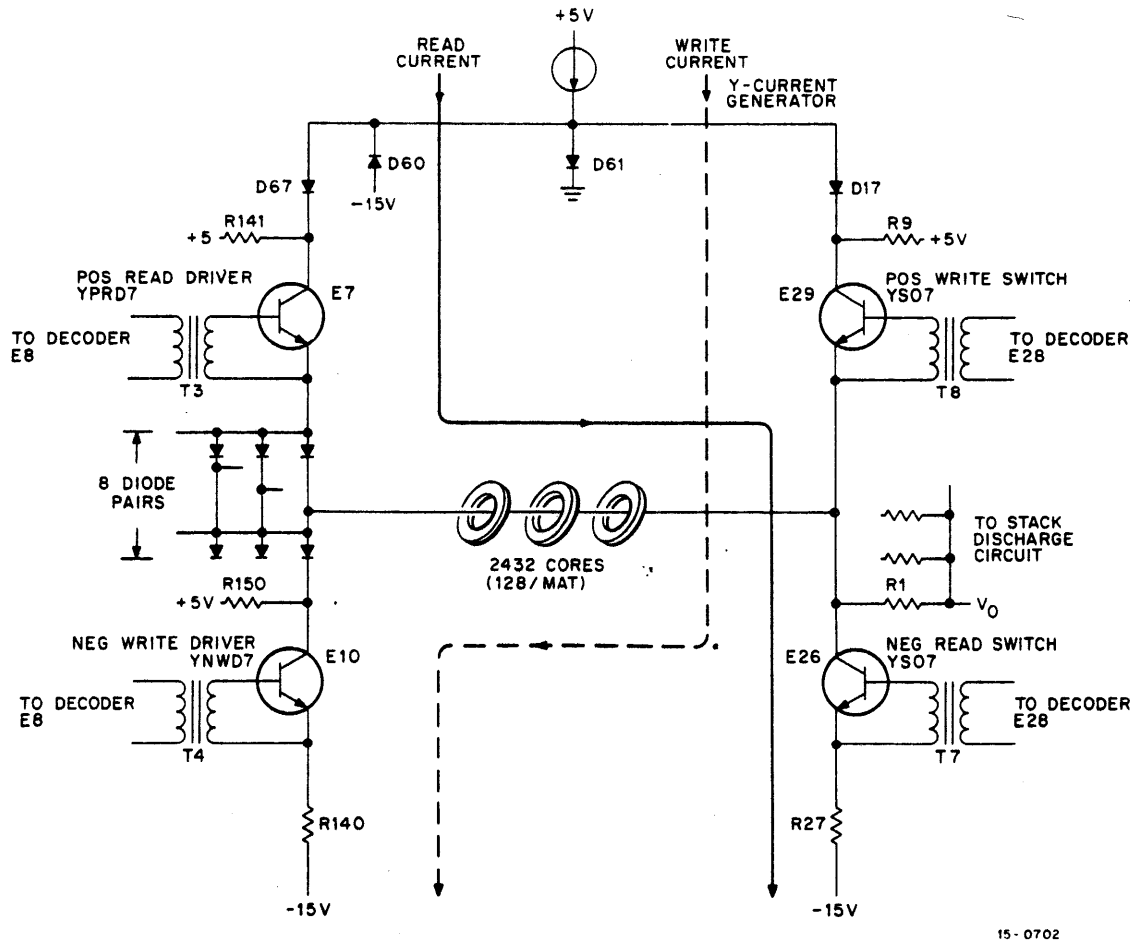 +5V
READ
CURRENT
WRITE
CURRENT
Y-CURRENT
GENERATOR
D60
-15V
D61
D67
D17
R141
+5
R9
+5V
POS READ DRIVER
YPRD7
E7
TO DECODER
E8
T3
POS WRITE SWITCH
YS07
E29
TO DECODER
E28
T8
8 DIODE
PAIRS
2432 CORES
(128/MAT)
TO STACK
DISCHARGE
CIRCUIT
R1
VO
R150
+5V
NEG WRITE DRIVER
YNWD7
E10
TO DECODER
E8
T4
NEG READ SWITCH
YS07
E26
TO DECODER
E28
T7
R140
-15V
R27
-15V
15-0702